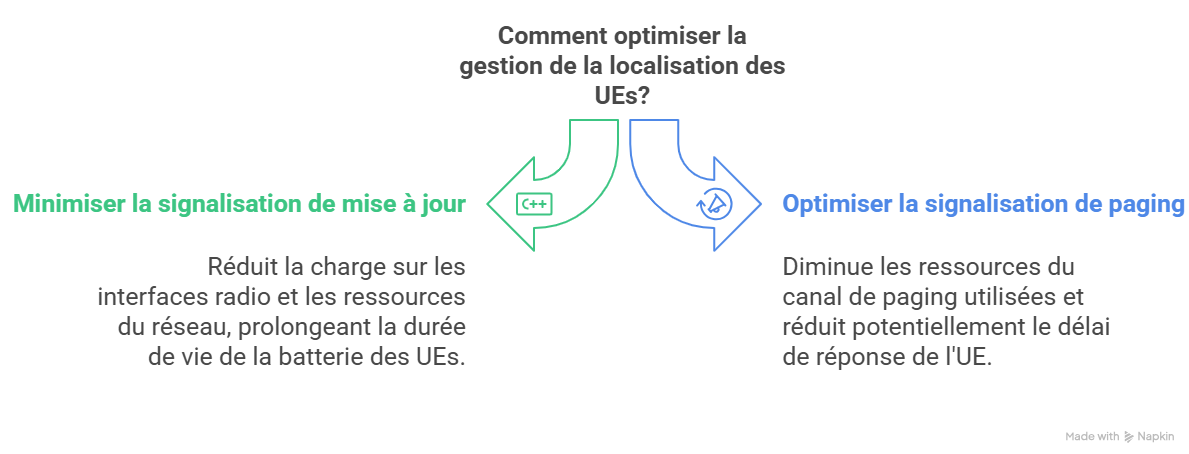 Comment optimiser la
gestion de la localisation des
UEs?
Minimiser la signalisation de mise à jour
C++
Optimiser la signalisation de paging
Réduit la charge sur les
interfaces radio et les ressources
du réseau, prolongeant la durée
de vie de la batterie des UEs.
Diminue les ressources du
canal de paging utilisées et
réduit potentiellement le délai
de réponse de l'UE.
Made with Napkin